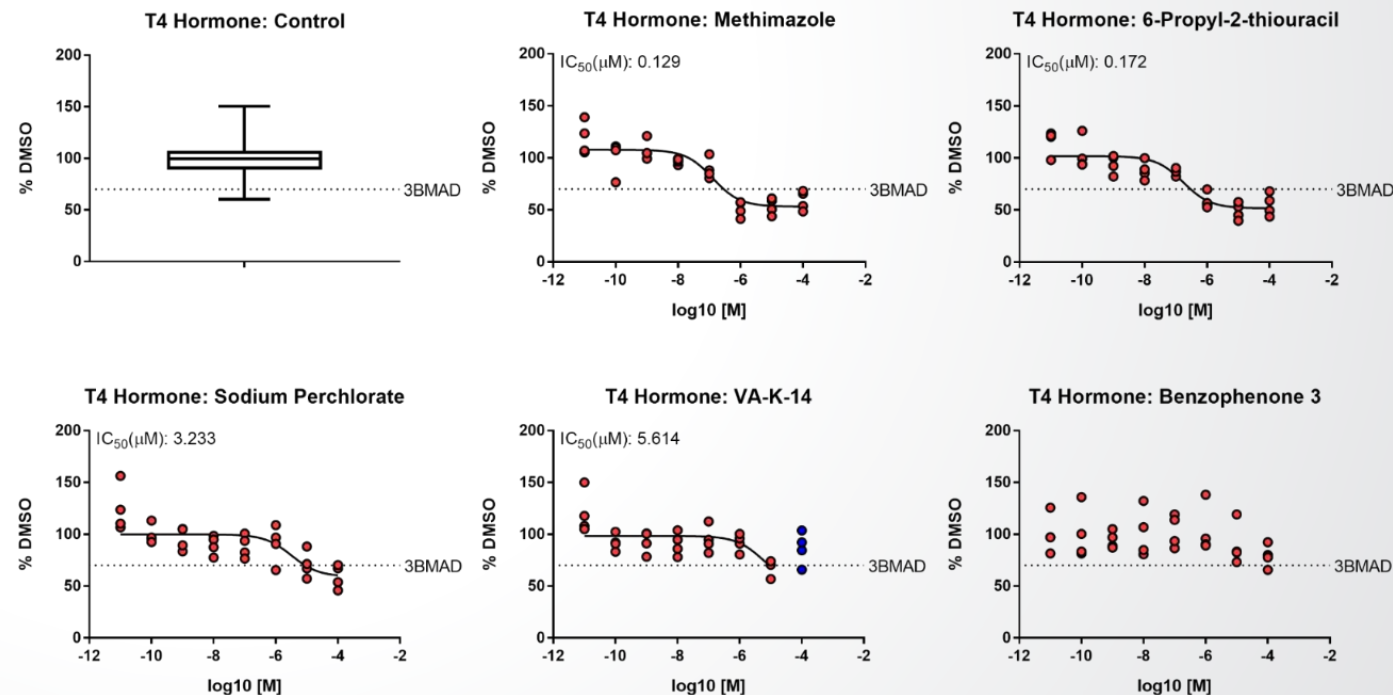 T4 Hormone: Control
% DMSO
200
150
100
50
0
3BMAD
T4 Hormone: Methimazole
IC50(μM): 0.129
% DMSO
200
150
100
50
0
3BMAD
-12 -10 -8 -6 -4 -2
log10 [M]
T4 Hormone: 6-Propyl-2-thiouracil
IC50(μM): 0.172
% DMSO
200
150
100
50
0
3BMAD
-12 -10 -8 -6 -4 -2
log10 [M]
T4 Hormone: Sodium Perchlorate
IC50(μM): 3.233
% DMSO
200
150
100
50
0
3BMAD
-12 -10 -8 -6 -4 -2
log10 [M]
T4 Hormone: VA-K-14
IC50(μM): 5.614
% DMSO
200
150
100
50
0
3BMAD
-12 -10 -8 -6 -4 -2
log10 [M]
T4 Hormone: Benzophenone 3
% DMSO
200
150
100
50
0
3BMAD
-12 -10 -8 -6 -4 -2
log10 [M]